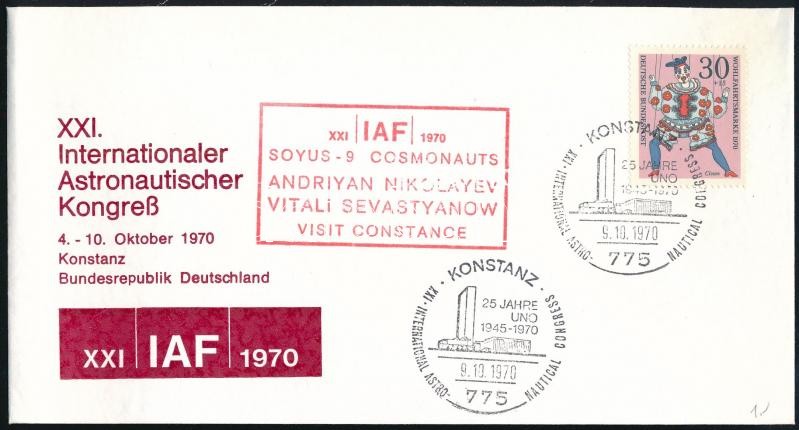 XXI.
Internationaler
Astronautischer
Kongreß
4. - 10. Oktober 1970
Konstanz
Bundesrepublik Deutschland
XXI IAF 1970
XXI IAF 1970
SOYUS-9 COSMONAUTS
ANDRIYAN NIKOLAYEV
VITALI SEVASTYANOW
VISIT CONSTANCE
30
DEUTSCHE BUNDESPOST
WOHLFAHRTSMARKE 1970
Clown
· KONSTANZ ·
XXI · INTERNATIONAL ASTRO-
NAUTICAL CONGRESS
25 JAHRE
UNO
1945-1970
9.10.1970
775
· KONSTANZ ·
XXI · INTERNATIONAL ASTRO-
NAUTICAL CONGRESS
25 JAHRE
UNO
1945-1970
9.10.1970
775